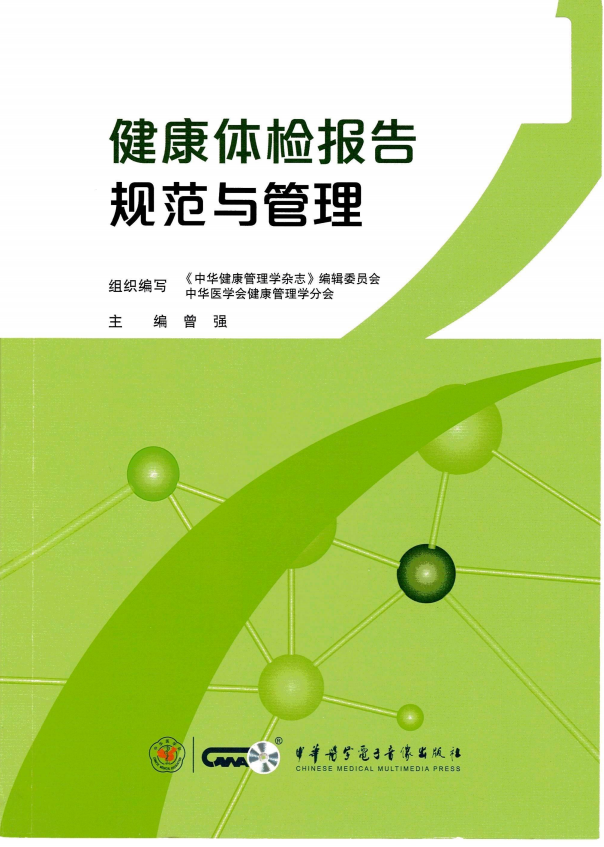 健康体检报告
规范与管理
组织编写 《中华健康管理学杂志》编辑委员会
中华医学会健康管理学分会
主 编 曾 强
®
中华医学电子音像出版社
CHINESE MEDICAL MULTIMEDIA PRESS